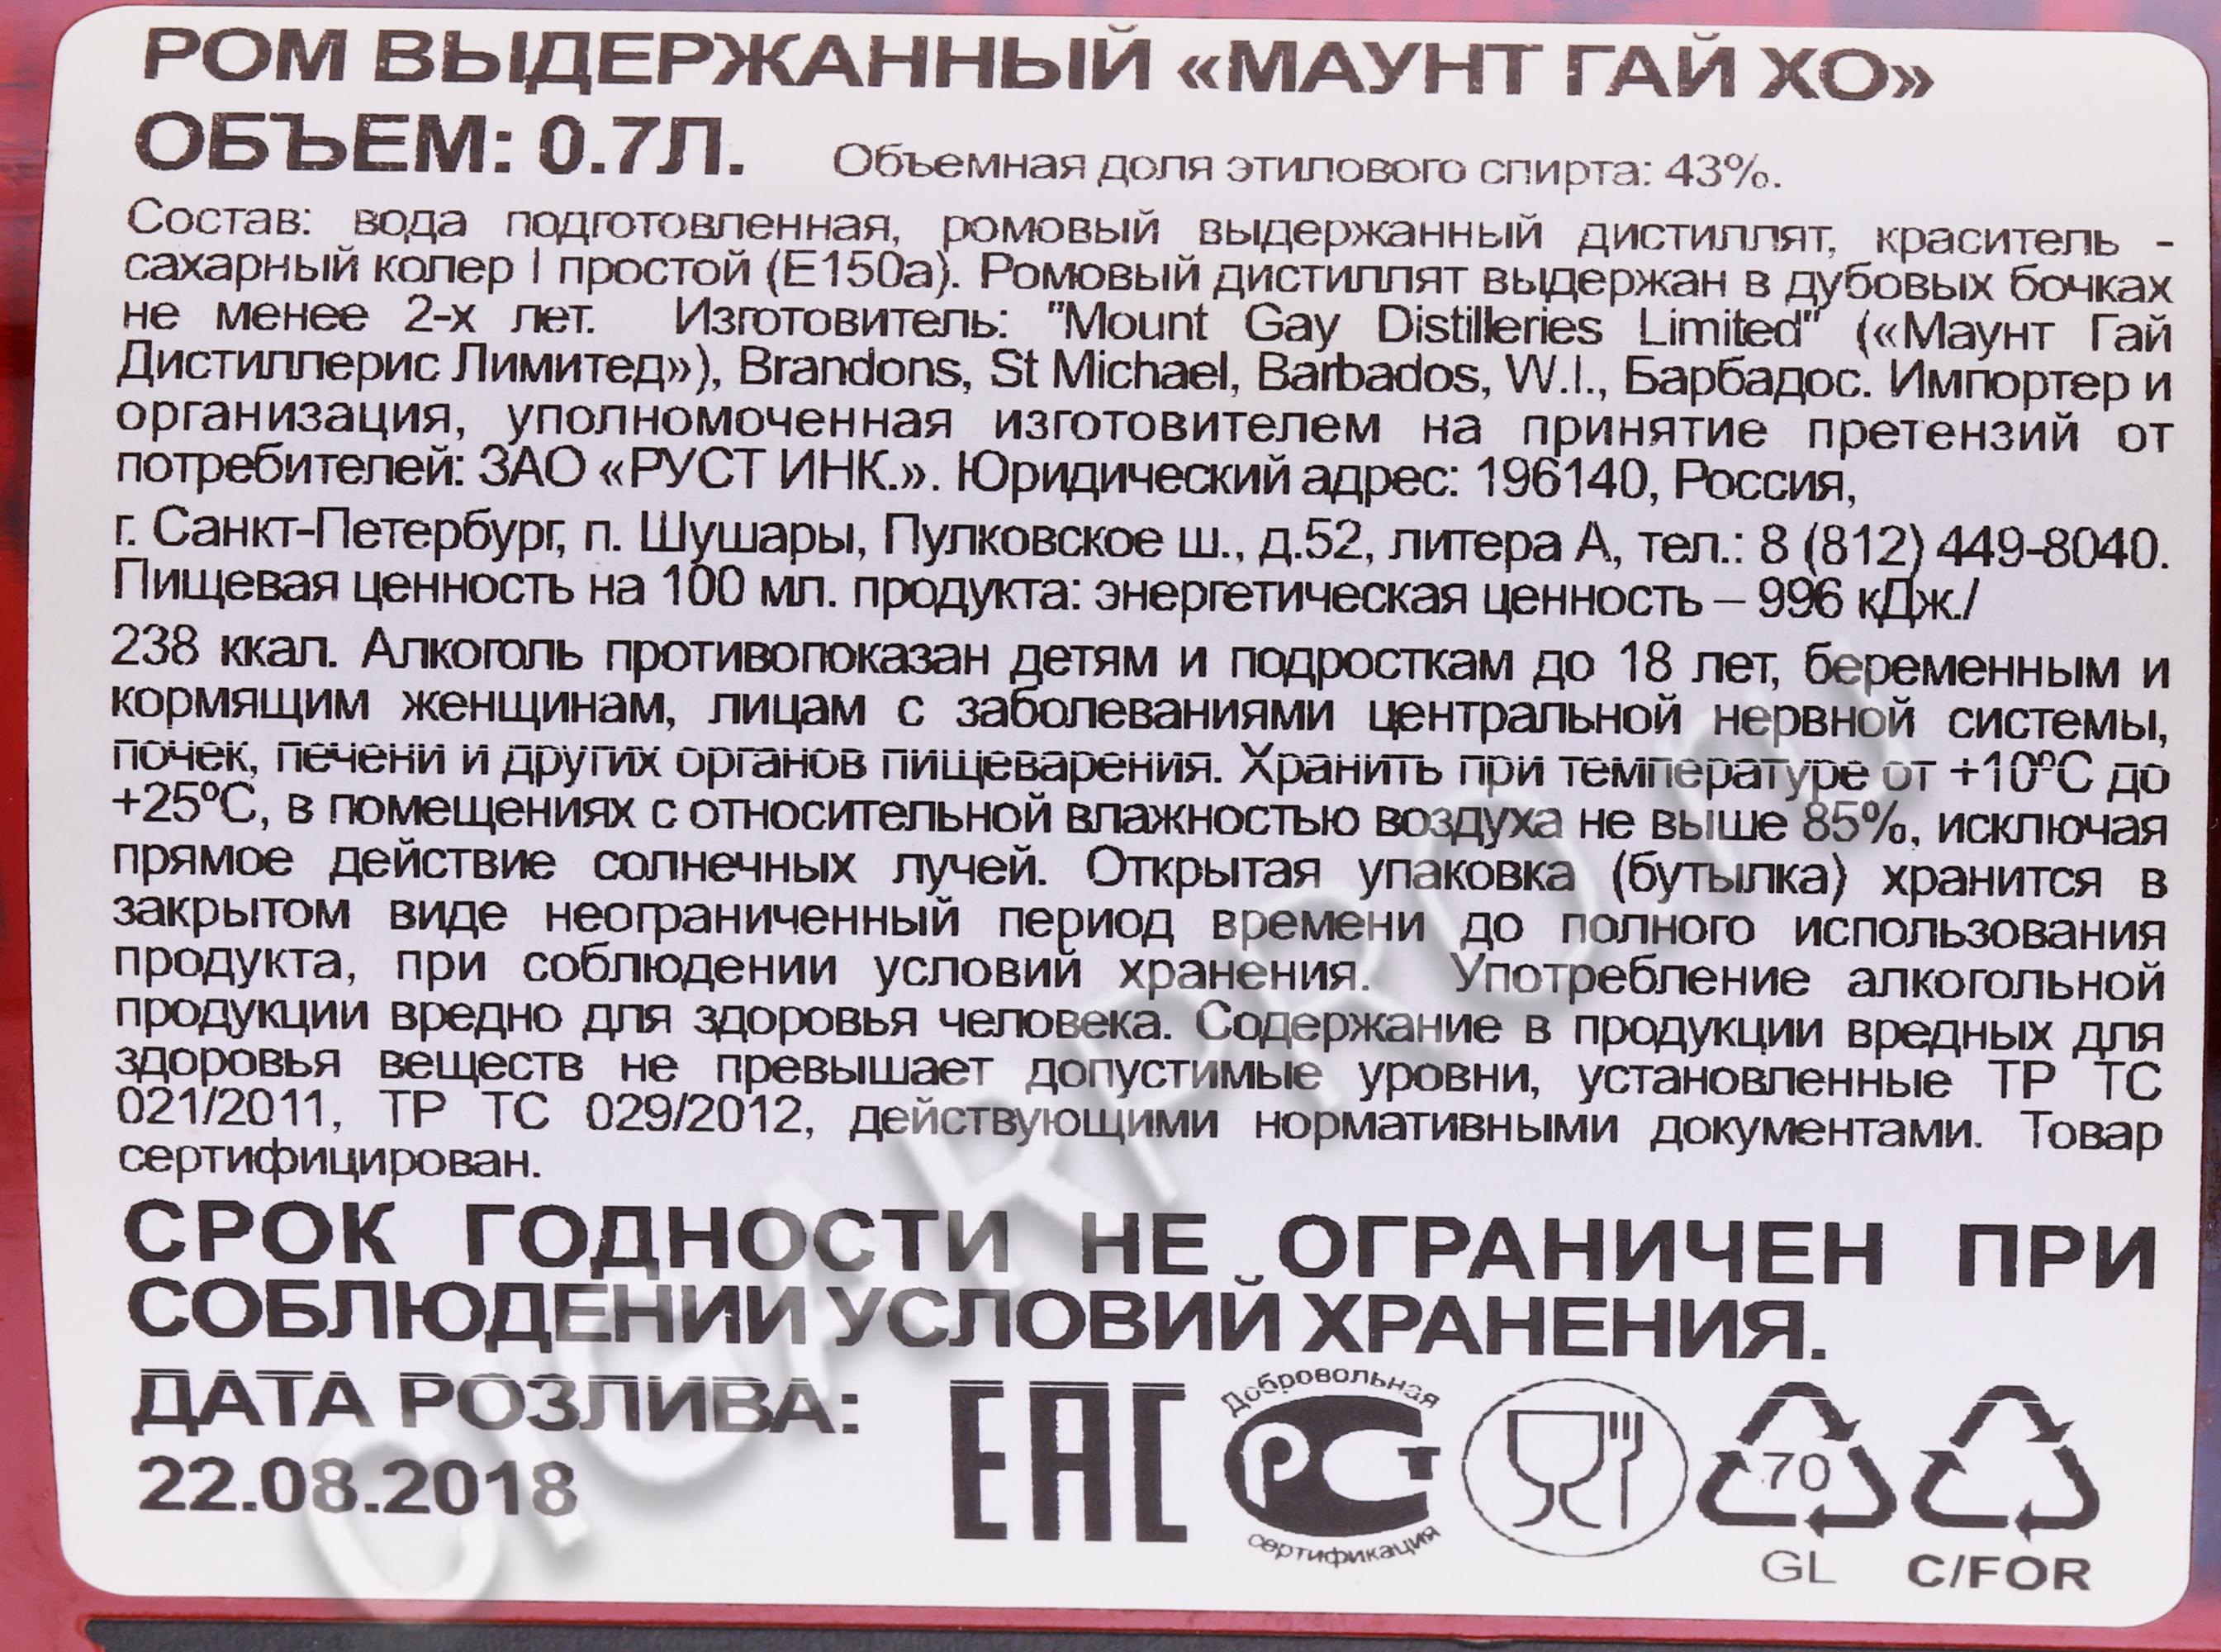 РОМ ВЫДЕРЖАННЫЙ «МАУНТ ГАЙ ХО»
ОБЪЕМ: 0.7Л. Объемная доля этилового спирта: 43%.
Состав: вода подготовленная, ромовый выдержанный дистиллят, краситель -
сахарный колер I простой (Е150а). Ромовый дистиллят выдержан в дубовых бочках
не менее 2-х лет. Изготовитель: "Mount Gay Distilleries Limited" («Маунт Гай
Дистиллерис Лимитед»), Brandons, St Michael, Barbados, W.I., Барбадос. Импортер и
организация, уполномоченная изготовителем на принятие претензий от
потребителей: ЗАО «РУСТ ИНК.». Юридический адрес: 196140, Россия,
г. Санкт-Петербург, п. Шушары, Пулковское ш., д.52, литера А, тел.: 8 (812) 449-8040.
Пищевая ценность на 100 мл. продукта: энергетическая ценность – 996 кДж./
238 ккал. Алкоголь противопоказан детям и подросткам до 18 лет, беременным и
кормящим женщинам, лицам с заболеваниями центральной нервной системы,
почек, печени и других органов пищеварения. Хранить при температуре от +10ºС до
+25ºС, в помещениях с относительной влажностью воздуха не выше 85%, исключая
прямое действие солнечных лучей. Открытая упаковка (бутылка) хранится в
закрытом виде неограниченный период времени до полного использования
продукта, при соблюдении условий хранения. Употребление алкогольной
продукции вредно для здоровья человека. Содержание в продукции вредных для
здоровья веществ не превышает допустимые уровни, установленные ТР ТС
021/2011, ТР ТС 029/2012, действующими нормативными документами. Товар
сертифицирован.
СРОК ГОДНОСТИ НЕ ОГРАНИЧЕН ПРИ
СОБЛЮДЕНИИ УСЛОВИЙ ХРАНЕНИЯ.
ДАТА РОЗЛИВА:
22.08.2018
EAC
Добровольная
РСТ
сертификация
70
GL
C/FOR
CIGARPRO.ru